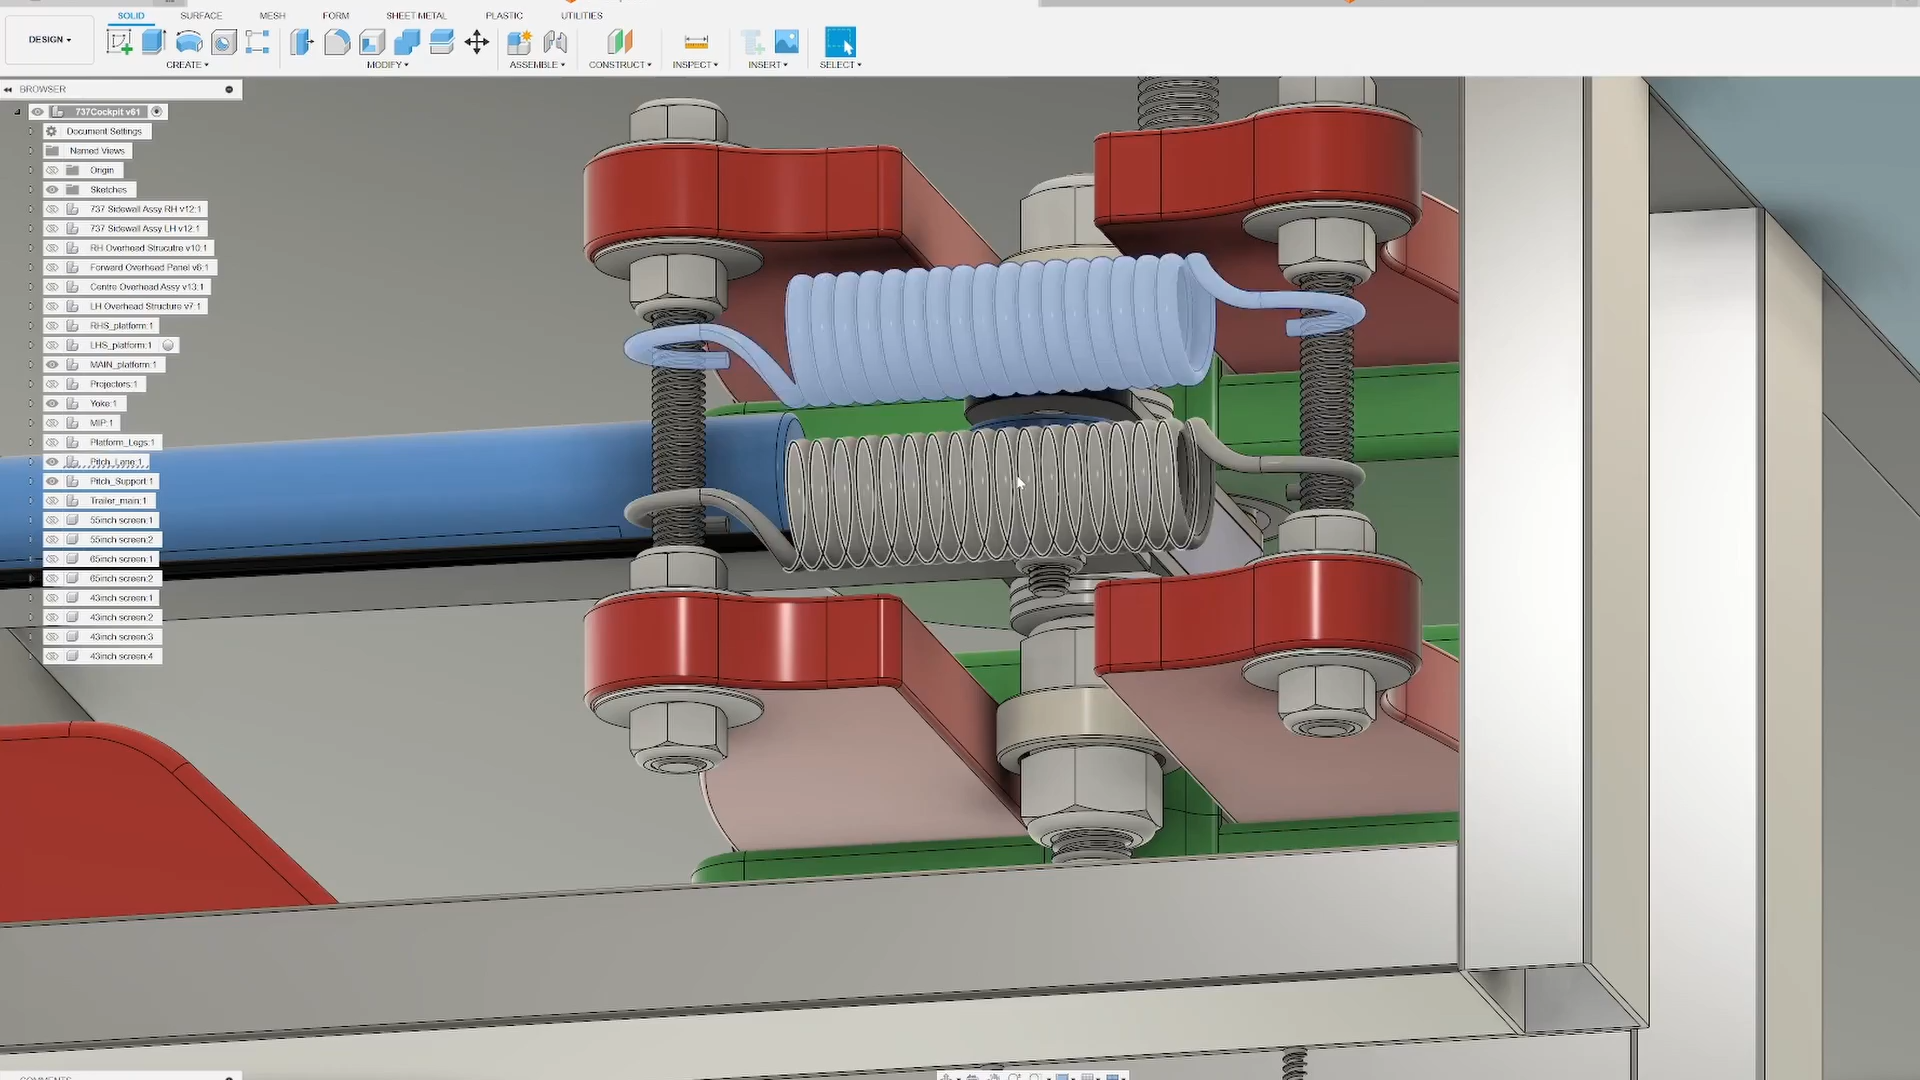 SOLID SURFACE MESH FORM SHEET METAL PLASTIC UTILITIES
DESIGN
CREATE MODIFY ASSEMBLE CONSTRUCT INSPECT INSERT SELECT
BROWSER
737Cockpit v61
Document Settings
Named Views
Origin
Sketches
737 Sidewall Assy RH v12:1
737 Sidewall Assy LH v12:1
RH Overhead Strucutre v10:1
Forward Overhead Panel v6:1
Centre Overhead Assy v13:1
LH Overhead Structure v7:1
RHS_platform:1
LHS_platform:1
MAIN_platform:1
Projectors:1
Yoke:1
MIP:1
Platform_Legs:1
Pitch_Lane:1
Pitch_Support:1
Trailer_main:1
55inch screen:1
55inch screen:2
65inch screen:1
65inch screen:2
43inch screen:1
43inch screen:2
43inch screen:3
43inch screen:4
COMMENTS